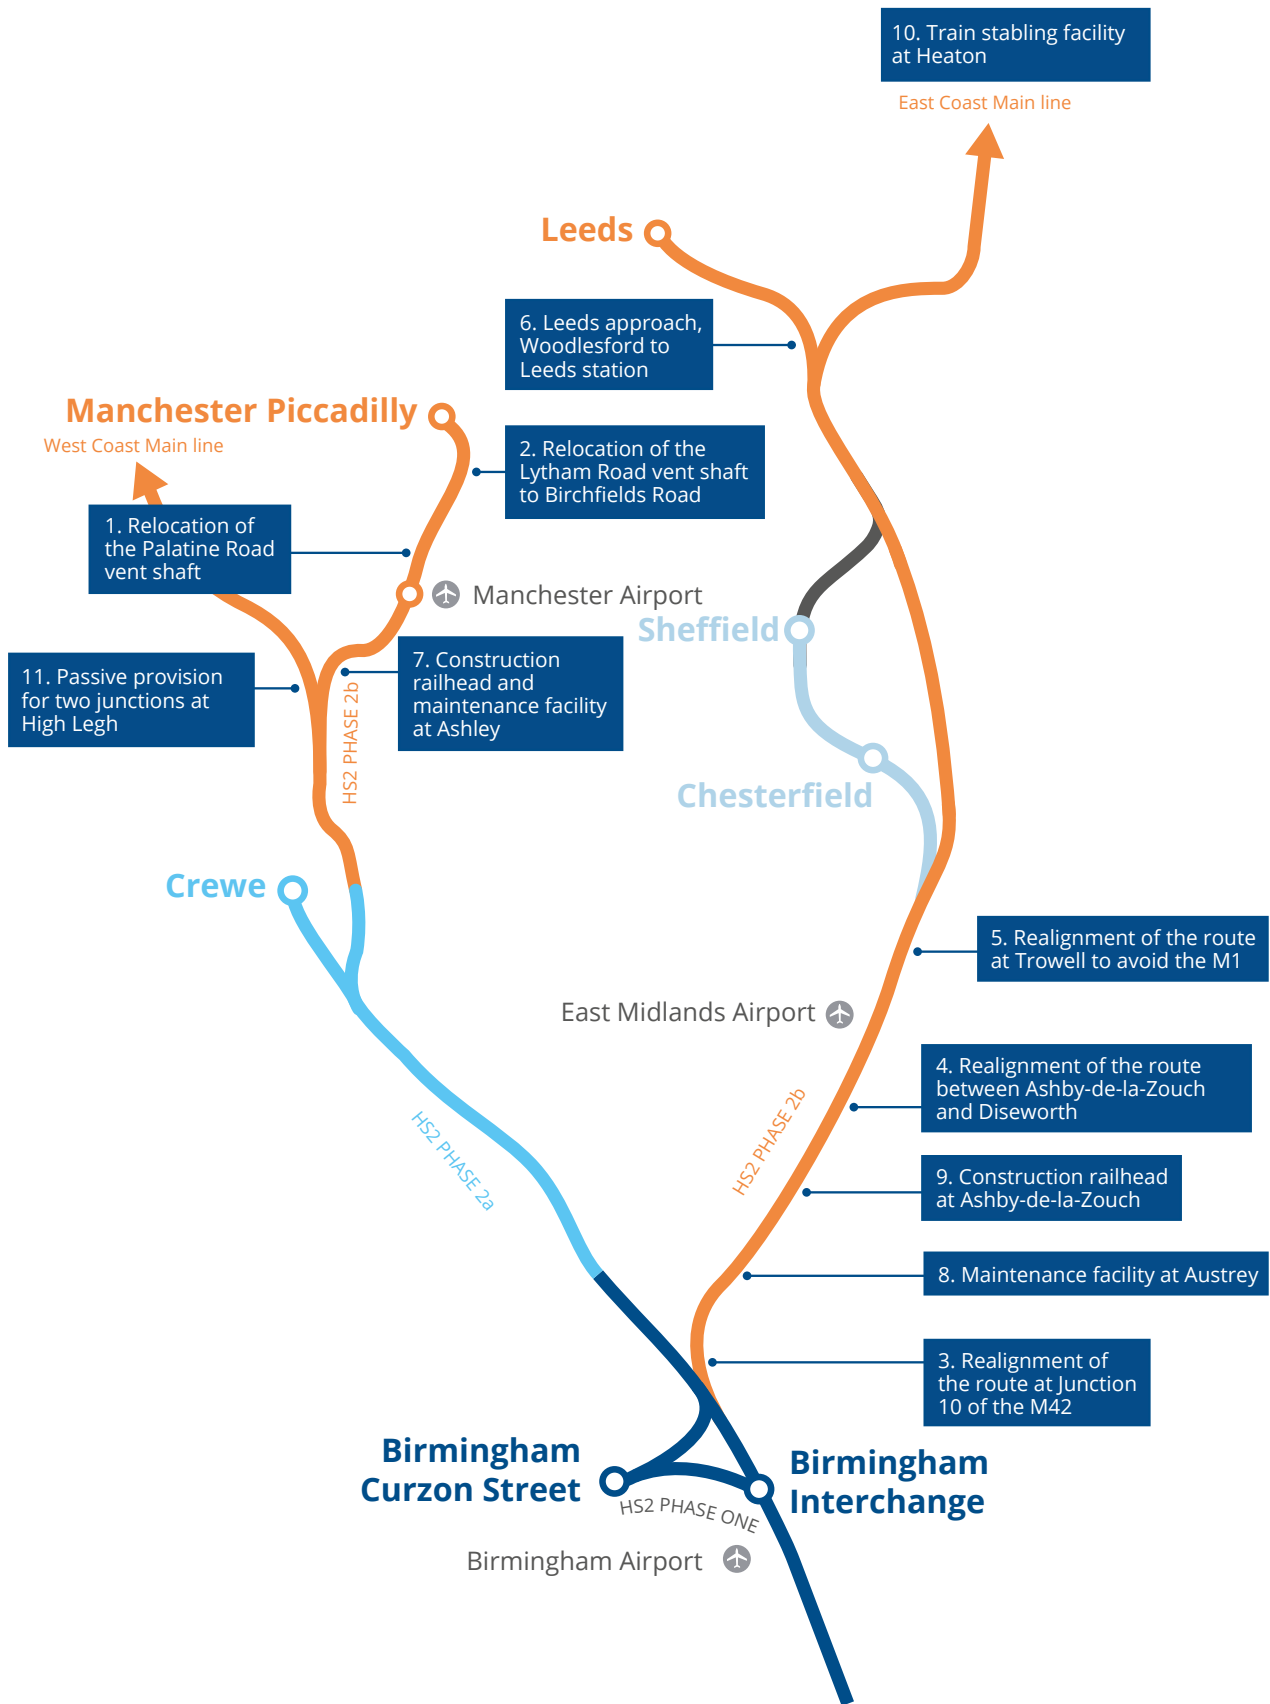 10. Train stabling facility
at Heaton
East Coast Main line
Leeds
6. Leeds approach,
Woodlesford to
Leeds station
Manchester Piccadilly
West Coast Main line
2. Relocation of the
Lytham Road vent shaft
to Birchfields Road
1. Relocation of
the Palatine Road
vent shaft
Manchester Airport
Sheffield
11. Passive provision
for two junctions at
High Legh
7. Construction
railhead and
maintenance facility
at Ashley
HS2 PHASE 2b
Chesterfield
Crewe
5. Realignment of the route
at Trowell to avoid the M1
East Midlands Airport
4. Realignment of the route
between Ashby-de-la-Zouch
and Diseworth
HS2 PHASE 2b
HS2 PHASE 2a
9. Construction railhead
at Ashby-de-la-Zouch
8. Maintenance facility at Austrey
3. Realignment of
the route at Junction
10 of the M42
Birmingham
Curzon Street
Birmingham
Interchange
HS2 PHASE ONE
Birmingham Airport